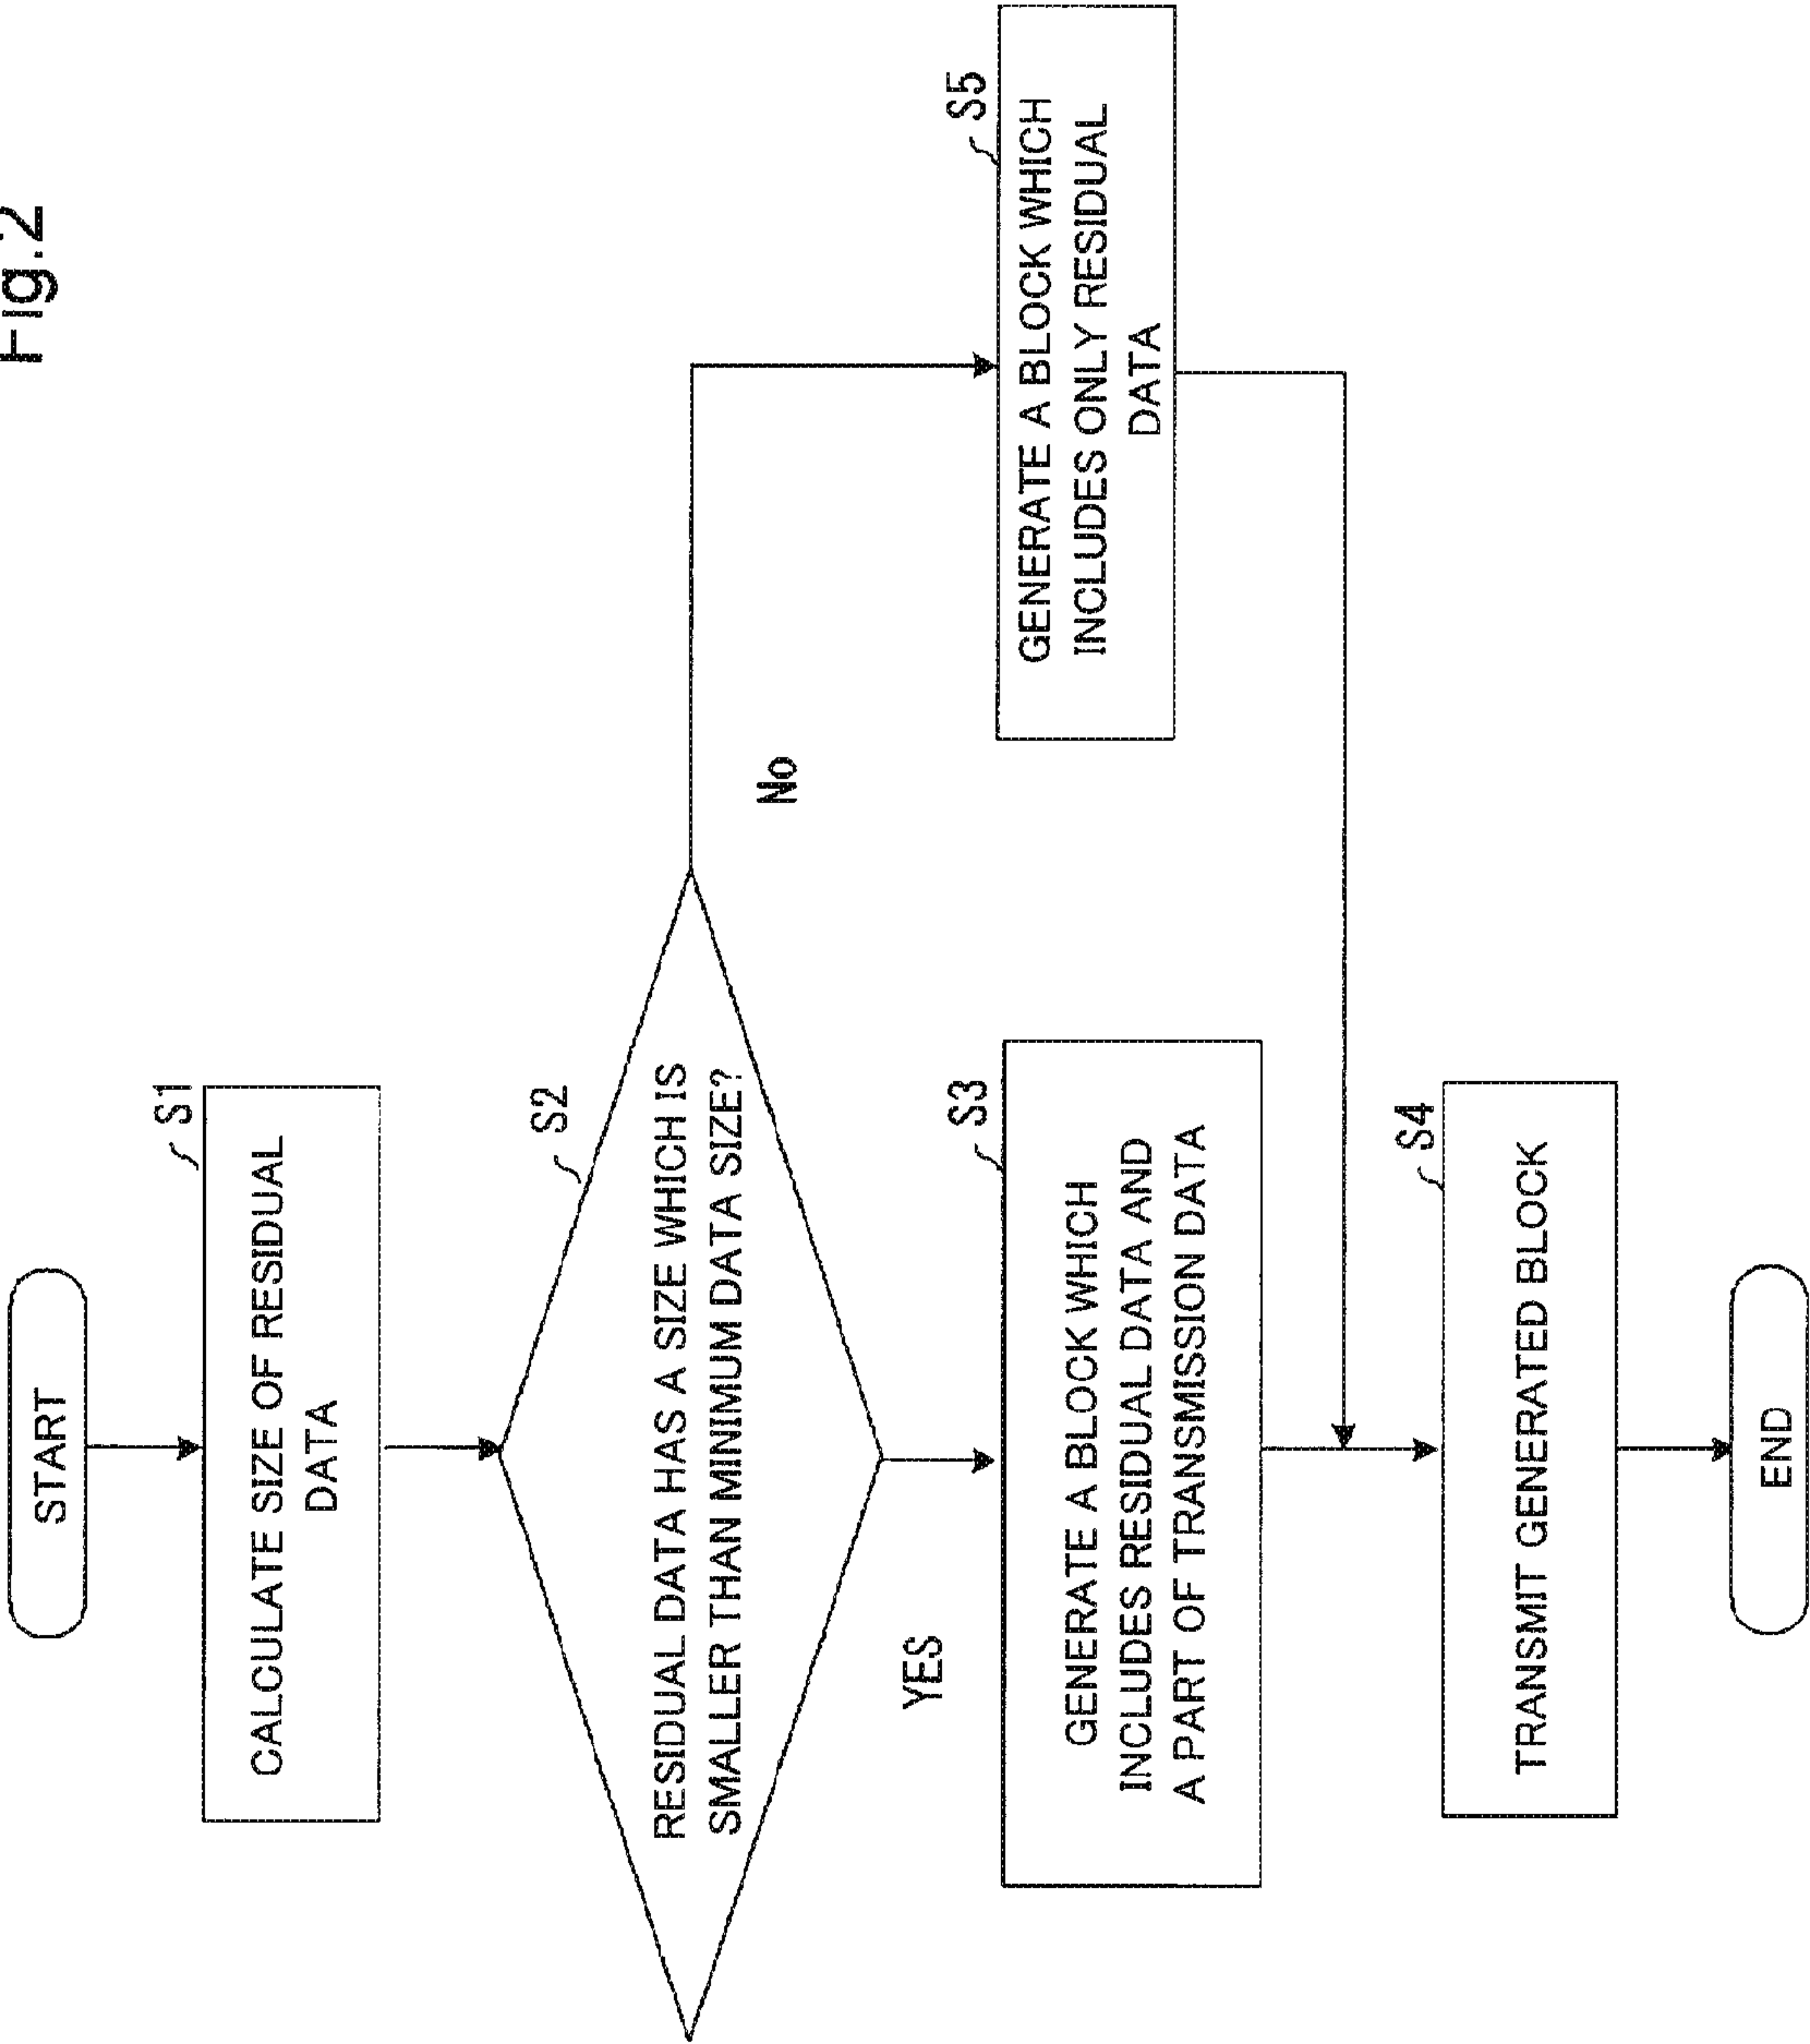 Fig.2
START
S1
CALCULATE SIZE OF RESIDUAL
DATA
S2
RESIDUAL DATA HAS A SIZE WHICH IS
SMALLER THAN MINIMUM DATA SIZE?
No
YES
S3
GENERATE A BLOCK WHICH
INCLUDES RESIDUAL DATA AND
A PART OF TRANSMISSION DATA
S5
GENERATE A BLOCK WHICH
INCLUDES ONLY RESIDUAL
DATA
S4
TRANSMIT GENERATED BLOCK
END